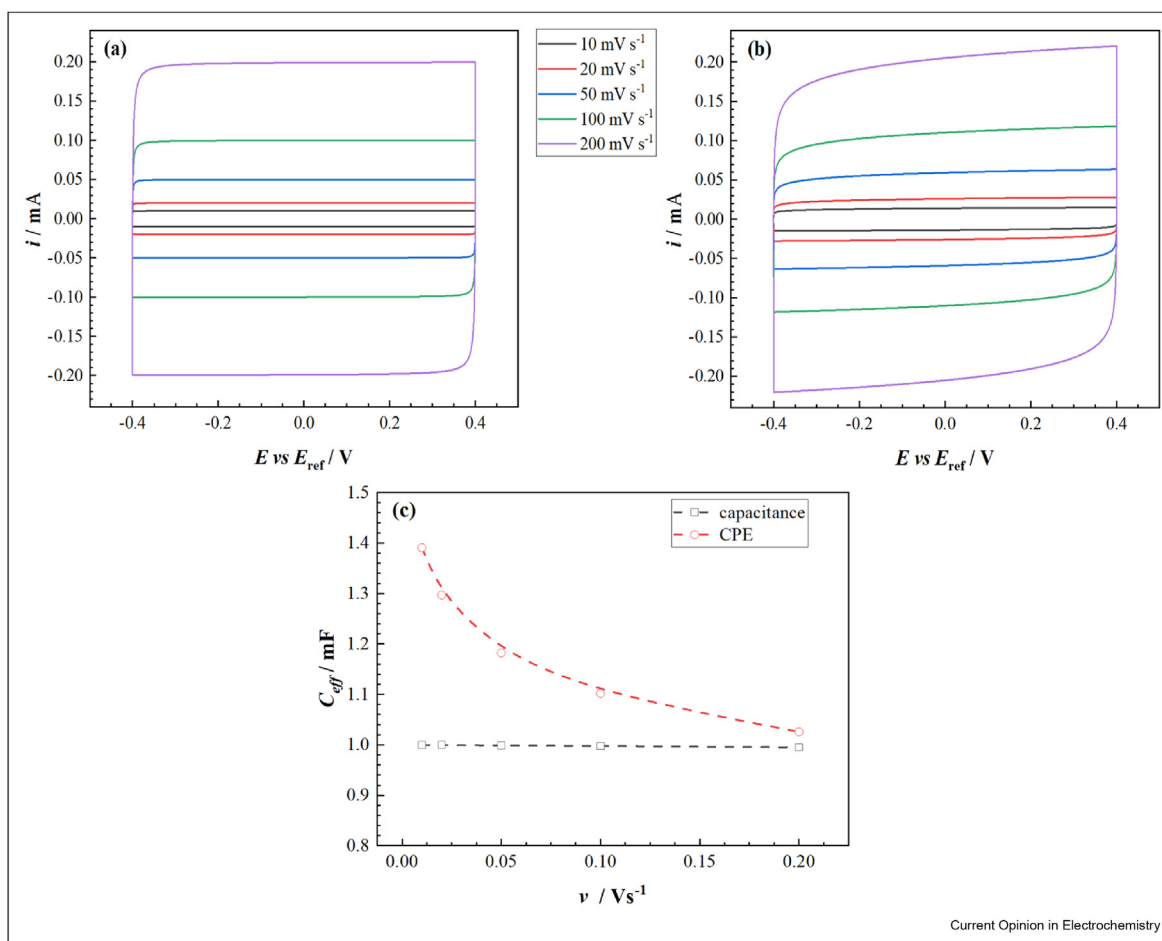 (a)
10 mV s⁻¹
20 mV s⁻¹
50 mV s⁻¹
100 mV s⁻¹
200 mV s⁻¹
(b)
0.20
0.15
0.10
0.05
0.00
-0.05
-0.10
-0.15
-0.20
i / mA
-0.4
-0.2
0.0
0.2
0.4
E vs E_ref / V
0.20
0.15
0.10
0.05
0.00
-0.05
-0.10
-0.15
-0.20
i / mA
-0.4
-0.2
0.0
0.2
0.4
E vs E_ref / V
(c)
capacitance
CPE
1.5
1.4
1.3
1.2
1.1
1.0
0.9
0.8
C_eff / mF
0.00
0.05
0.10
0.15
0.20
v / Vs⁻¹
Current Opinion in Electrochemistry